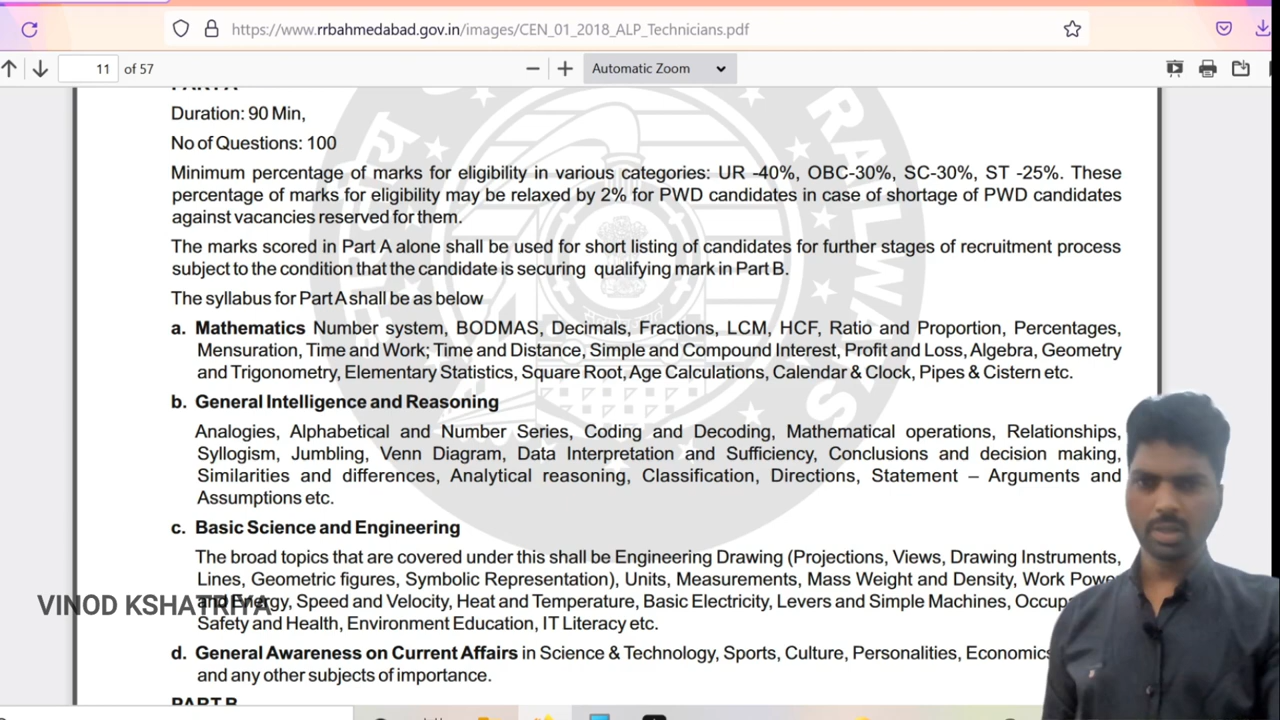 https://www.rrbahmedabad.gov.in/images/CEN_01_2018_ALP_Technicians.pdf
11 of 57
Automatic Zoom
PART A
Duration: 90 Min,
No of Questions: 100
Minimum percentage of marks for eligibility in various categories: UR -40%, OBC-30%, SC-30%, ST -25%. These
percentage of marks for eligibility may be relaxed by 2% for PWD candidates in case of shortage of PWD candidates
against vacancies reserved for them.
The marks scored in Part A alone shall be used for short listing of candidates for further stages of recruitment process
subject to the condition that the candidate is securing qualifying mark in Part B.
The syllabus for Part A shall be as below
a. Mathematics Number system, BODMAS, Decimals, Fractions, LCM, HCF, Ratio and Proportion, Percentages,
Mensuration, Time and Work; Time and Distance, Simple and Compound Interest, Profit and Loss, Algebra, Geometry
and Trigonometry, Elementary Statistics, Square Root, Age Calculations, Calendar & Clock, Pipes & Cistern etc.
b. General Intelligence and Reasoning
Analogies, Alphabetical and Number Series, Coding and Decoding, Mathematical operations, Relationships,
Syllogism, Jumbling, Venn Diagram, Data Interpretation and Sufficiency, Conclusions and decision making,
Similarities and differences, Analytical reasoning, Classification, Directions, Statement – Arguments and
Assumptions etc.
c. Basic Science and Engineering
The broad topics that are covered under this shall be Engineering Drawing (Projections, Views, Drawing Instruments,
Lines, Geometric figures, Symbolic Representation), Units, Measurements, Mass Weight and Density, Work Powe
and Energy, Speed and Velocity, Heat and Temperature, Basic Electricity, Levers and Simple Machines, Occup
Safety and Health, Environment Education, IT Literacy etc.
VINOD KSHATRIYA
d. General Awareness on Current Affairs in Science & Technology, Sports, Culture, Personalities, Economics
and any other subjects of importance.
PART B
RAILWAYS